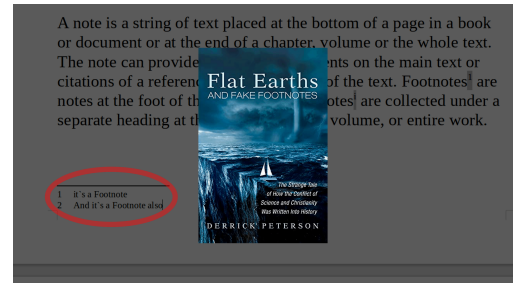 A note is a string of text placed at the bottom of a page in a book
or document or at the end of a chapter, volume or the whole text.
The note can provide ents on the main text or
citations of a referen of the text. Footnotes are
notes at the foot of th otes are collected under a
separate heading at th volume, or entire work.
Flat Earths
AND FAKE FOOTNOTES
The Strange Tale
of How the Conflict of
Science and Christianity
Was Written Into History
DERRICK PETERSON
1 it`s a Footnote
2 And it`s a Footnote also